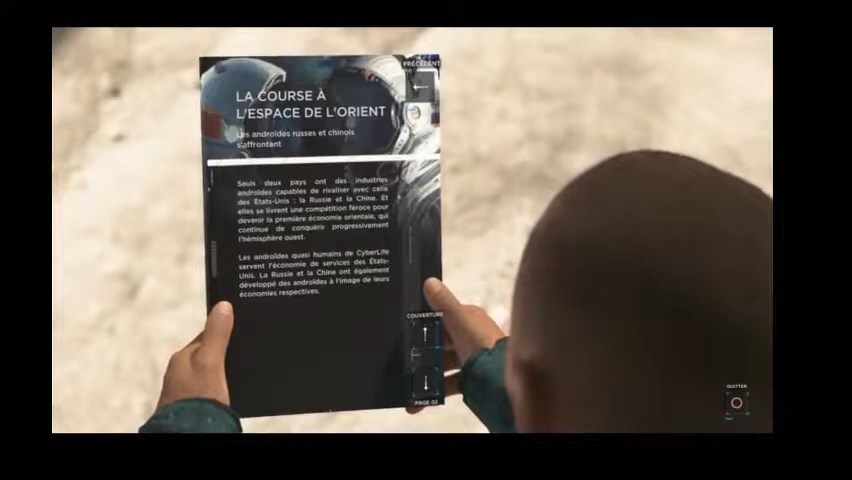 PRÉCÉDENT
LA COURSE À
L'ESPACE DE L'ORIENT
Les androïdes russes et chinois
s'affrontent
Seuls deux pays ont des industries
androïdes capables de rivaliser avec celle
des États-Unis : la Russie et la Chine. Et
elles se livrent une compétition féroce pour
devenir la première économie orientale, qui
continue de conquérir progressivement
l'hémisphère ouest.
Les androïdes quasi humains de CyberLife
servent l'économie de services des États-
Unis. La Russie et la Chine ont également
développé des androïdes à l'image de leurs
économies respectives.
COUVERTURE
PAGE 02
QUITTER